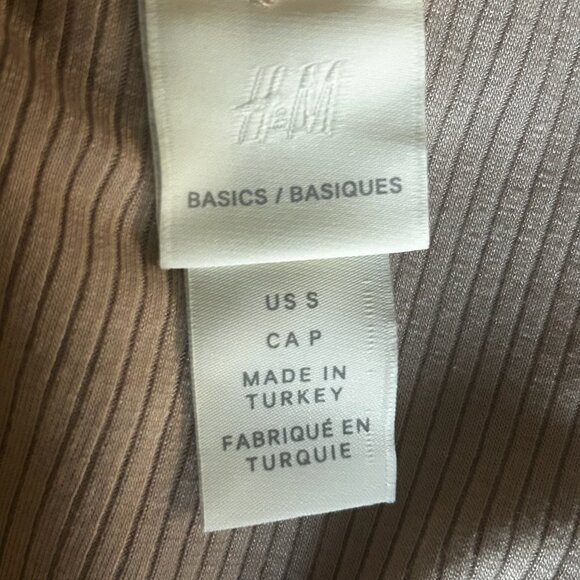 H&M
BASICS / BASIQUES
US S
CA P
MADE IN
TURKEY
FABRIQUÉ EN
TURQUIE